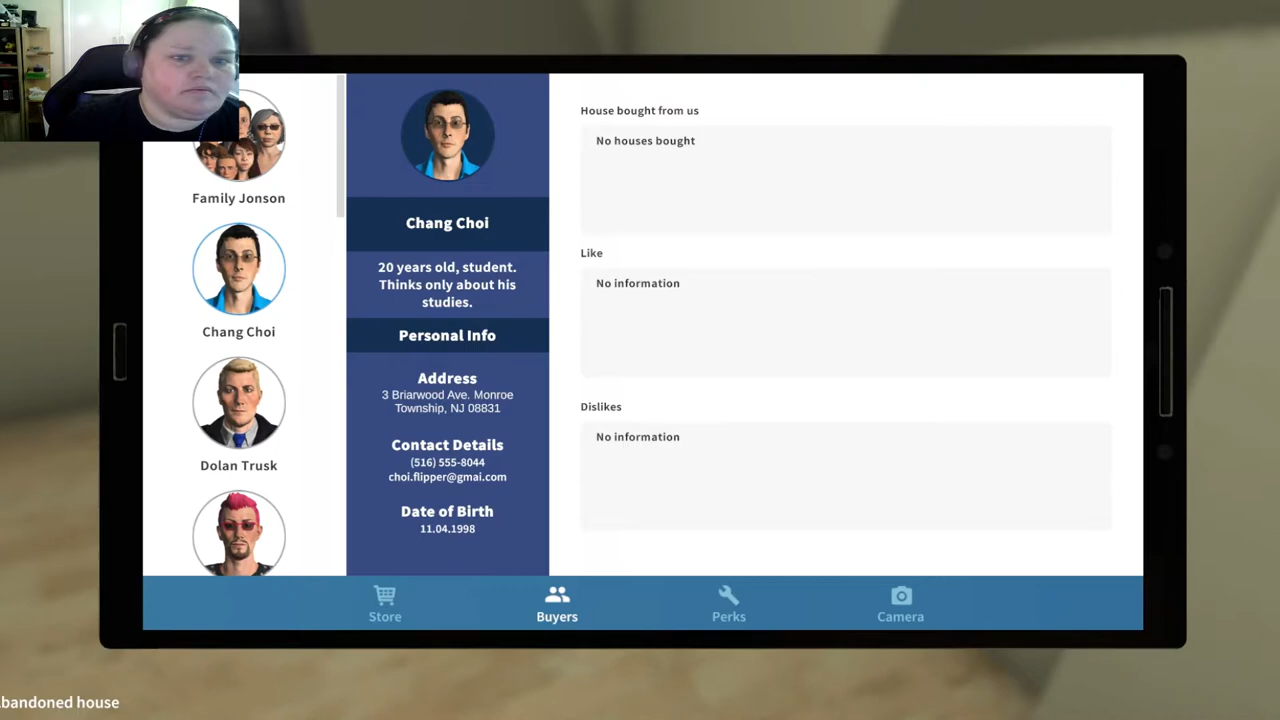 Family Jonson
Chang Choi
Dolan Trusk
Chang Choi
20 years old, student.
Thinks only about his
studies.
Personal Info
Address
3 Briarwood Ave. Monroe
Township, NJ 08831
Contact Details
(516) 555-8044
choi.flipper@gmai.com
Date of Birth
11.04.1998
House bought from us
No houses bought
Like
No information
Dislikes
No information
Store
Buyers
Perks
Camera
bandoned house